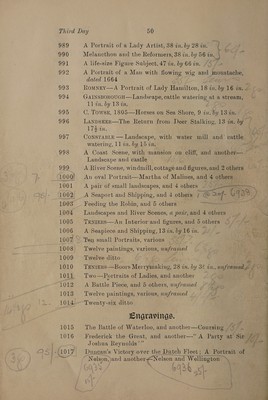 Third Day 50
989 A Portrait of a Lady Artist, 36 in. by 28 in.
990 Melancthon and the Reformers, 36 in. by 56 in.
991 A life-size Figure Subject, 47 in. by 66 in.
992 A Portrait of a Man with flowing wig and moustache,
dated 1664
993 ROMNEY—A Portrait of Lady Hamilton, 18 in. by 16 in.
994 GAINSBOROUGH—Landscape, cattle watering at a stream,
11 in. by 13 in.
995 C. TOWNE, 1805—Horses on Sea Shore, 9 in. by 13 in.
996 LANDSEER—The Return from Deer Stalking, 13 in. by
17½ in.
997 CONSTABLE—Landscape, with water mill and cattle
watering, 11 in. by 15 in.
998 A Coast Scene, with mansion on cliff, and another—
Landscape and castle
999 A River Scene, windmill, cottage and figures, and 2 others
1000 An oval Portrait—Martha of Malines, and 4 others
1001 A pair of small landscapes, and 4 others
1002 A Seaport and Shipping, and 4 others
1003 Feeding the Robin, and 5 others
1004 Landscapes and River Scenes, a pair, and 4 others
1005 TENIERS—An Interior and figures, and 5 others
1006 A Seapiece and Shipping, 13 in. by 16 in.
1007 Ten small Portraits, various
1008 Twelve paintings, various, unframed
1009 Twelve ditto
1010 TENIERS—Boors Merrymaking, 26 in. by 31 in., unframed
1011 Two Portraits of Ladies, and another
1012 A Battle Piece, and 5 others, unframed
1013 Twelve paintings, various, unframed
1014 Twenty-six ditto
Engravings.
1015 The Battle of Waterloo, and another—Coursing
1016 Frederick the Great, and another—"A Party at Sir
Joshua Reynolds"
1017 Duncan's Victory over the Dutch Fleet; A Portrait of
Nelson, and another—Nelson and Wellington
6935 6936